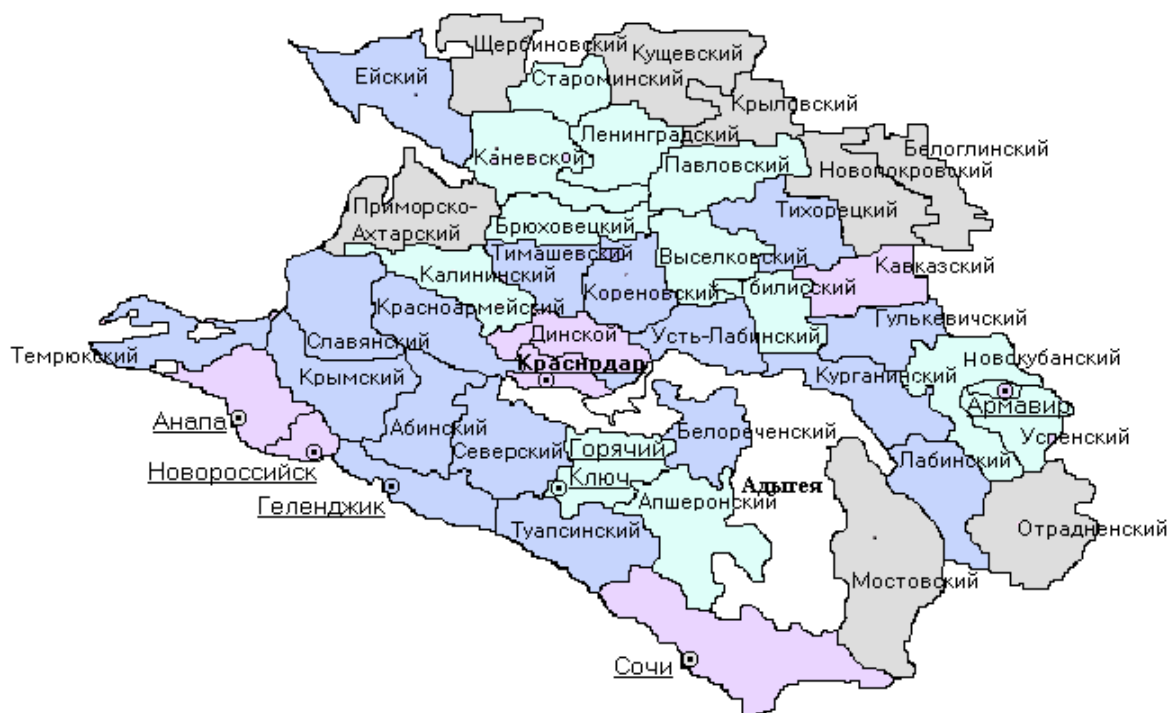 Щербиновский
Кущевский
Ейский
Староминский
Крыловский
Ленинградский
Белоглинский
Каневской
Павловский
Новопокровский
Приморско-
Ахтарский
Тихорецкий
Брюховецкий
Тимашевский
Выселковский
Кавказский
Калининский
Кореновский
Тбилисский
Красноармейский
Динской
Усть-Лабинский
Гулькевичский
Темрюкский
Славянский
Краснрдар
Новокубанский
Крымский
Курганинский
Армавир
Анапа
Абинский
Белореченский
Успенский
Северский
Горячий
Ключ
Новороссийск
Лабинский
Адыгея
Геленджик
Апшеронский
Туапсинский
Отрадненский
Мостовский
Сочи